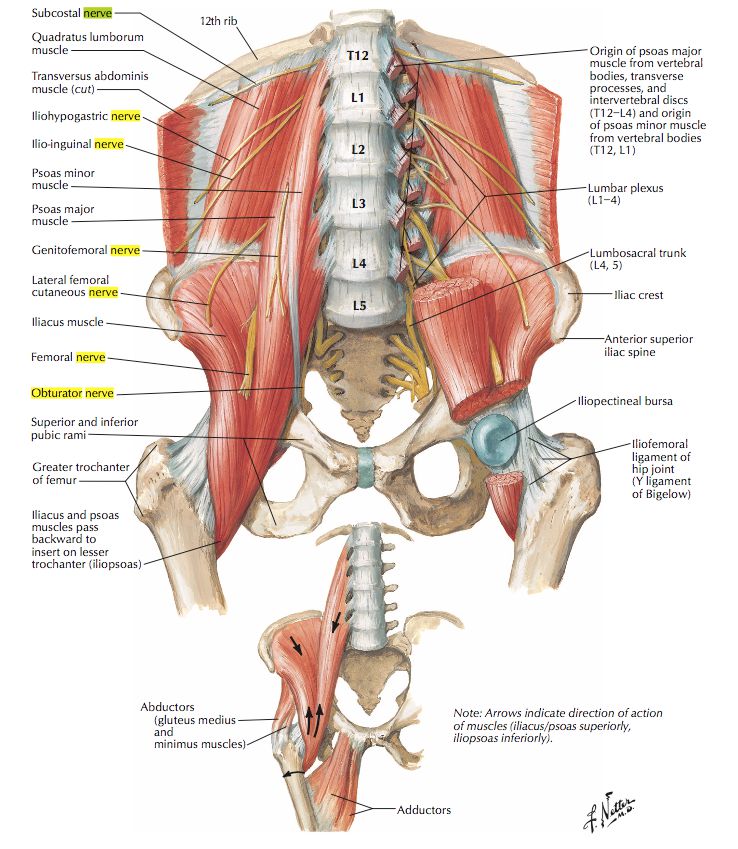 Subcostal nerve
Quadratus lumborum
muscle
Transversus abdominis
muscle (cut)
Iliohypogastric nerve
Ilio-inguinal nerve
Psoas minor
muscle
Psoas major
muscle
Genitofemoral nerve
Lateral femoral
cutaneous nerve
Iliacus muscle
Femoral nerve
Obturator nerve
Superior and inferior
pubic rami
Greater trochanter
of femur
Iliacus and psoas
muscles pass
backward to
insert on lesser
trochanter (iliopsoas)
12th rib
T12
L1
L2
L3
L4
L5
Origin of psoas major
muscle from vertebral
bodies, transverse
processes, and
intervertebral discs
(T12–L4) and origin
of psoas minor muscle
from vertebral bodies
(T12, L1)
Lumbar plexus
(L1–4)
Lumbosacral trunk
(L4, 5)
Iliac crest
Anterior superior
iliac spine
Iliopectineal bursa
Iliofemoral
ligament of
hip joint
(Y ligament
of Bigelow)
Abductors
(gluteus medius
and
minimus muscles)
Adductors
Note: Arrows indicate direction of action
of muscles (iliacus/psoas superiorly,
iliopsoas inferiorly).
F. Netter
M.D.